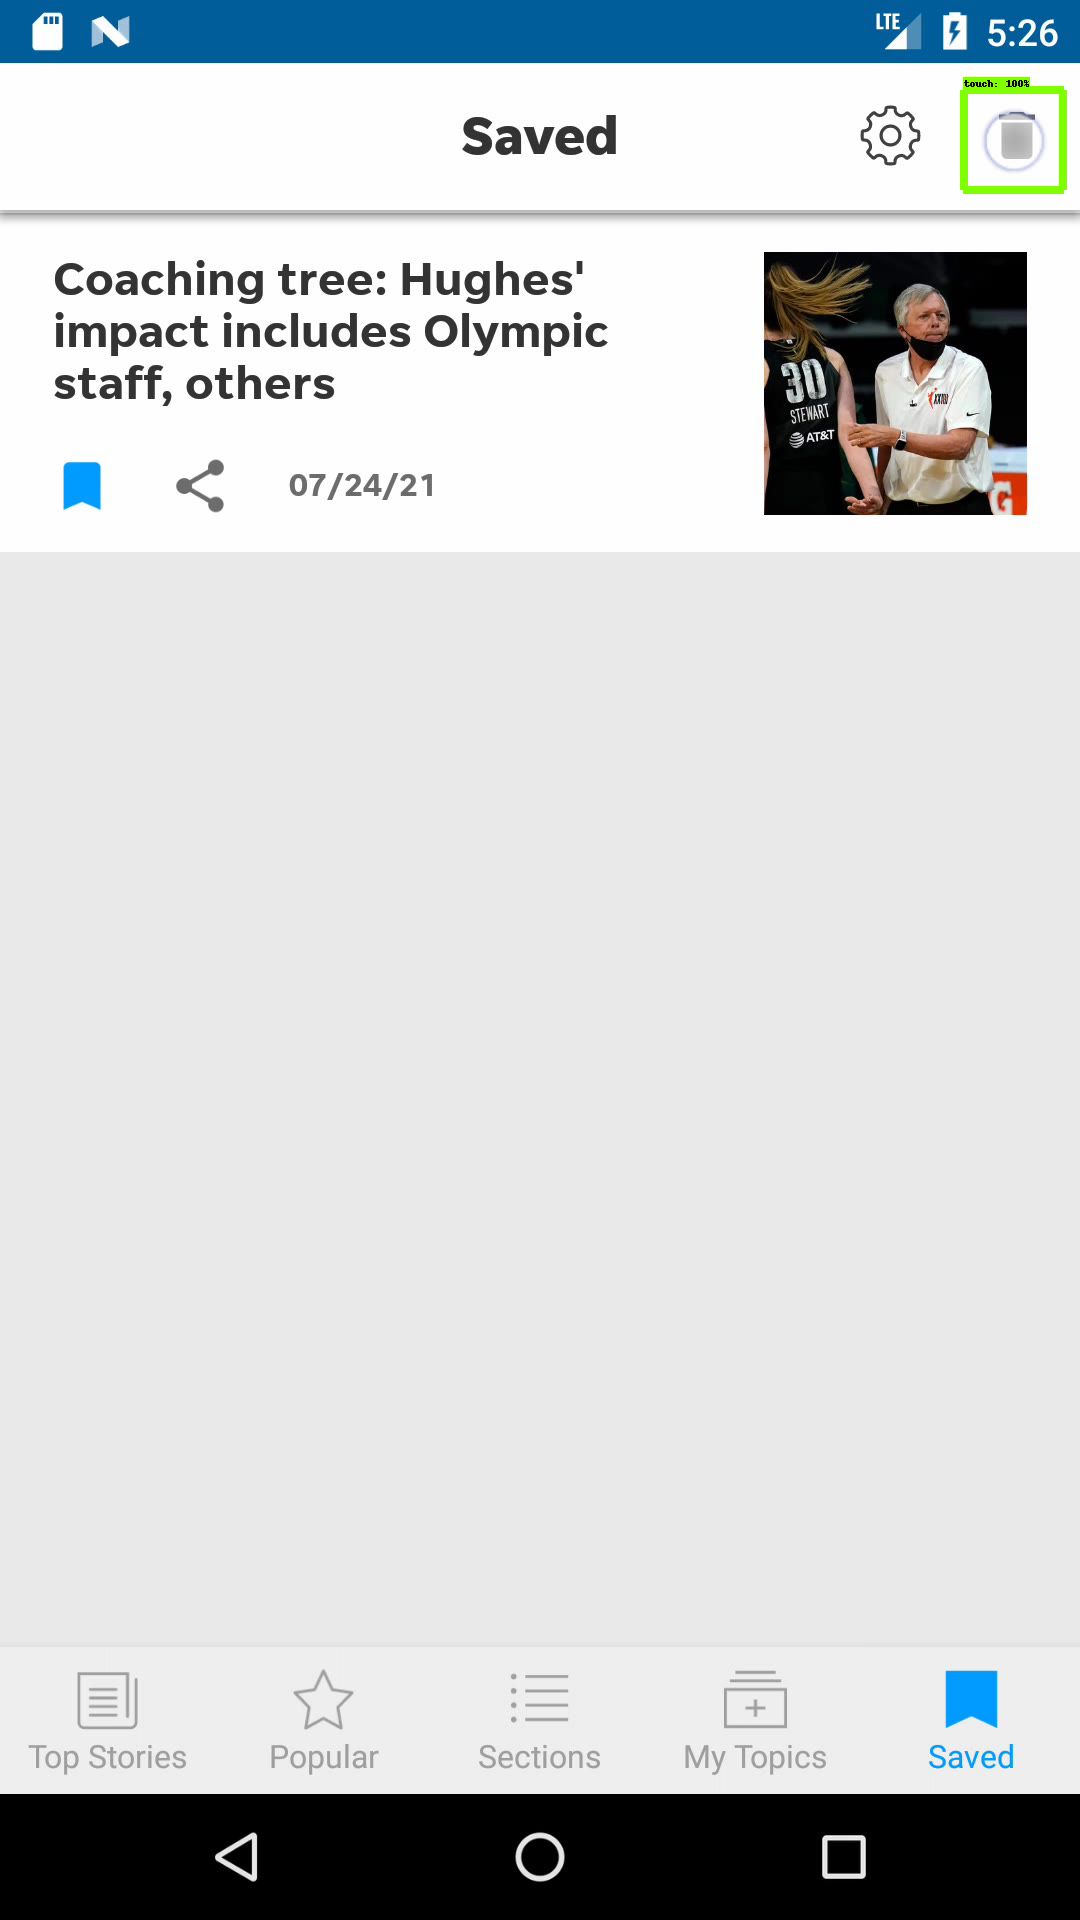 LTE 5:26
touch: 100%
Saved
Coaching tree: Hughes'
impact includes Olympic
staff, others
30
STEWART
AT&T
G
07/24/21
Top Stories
Popular
Sections
My Topics
Saved